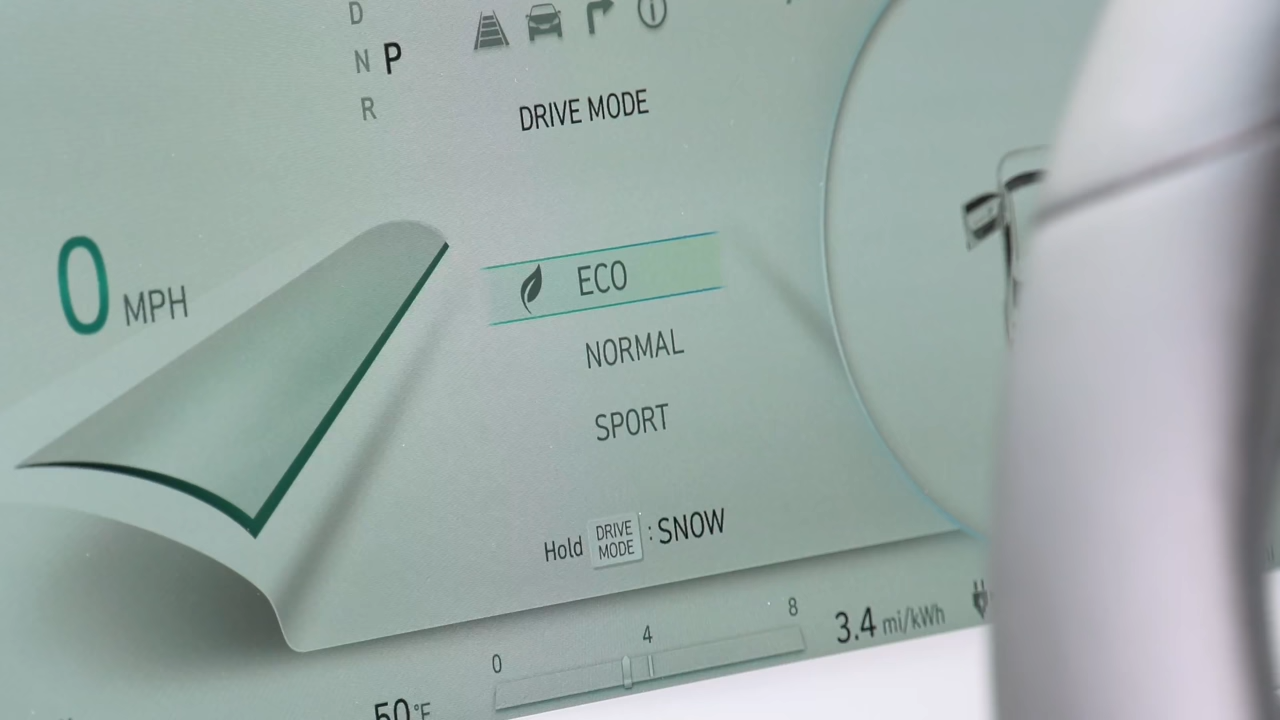 D
N P
R
DRIVE MODE
0 MPH
ECO
NORMAL
SPORT
Hold DRIVE MODE : SNOW
0 4 8
3.4 mi/kWh
50°F